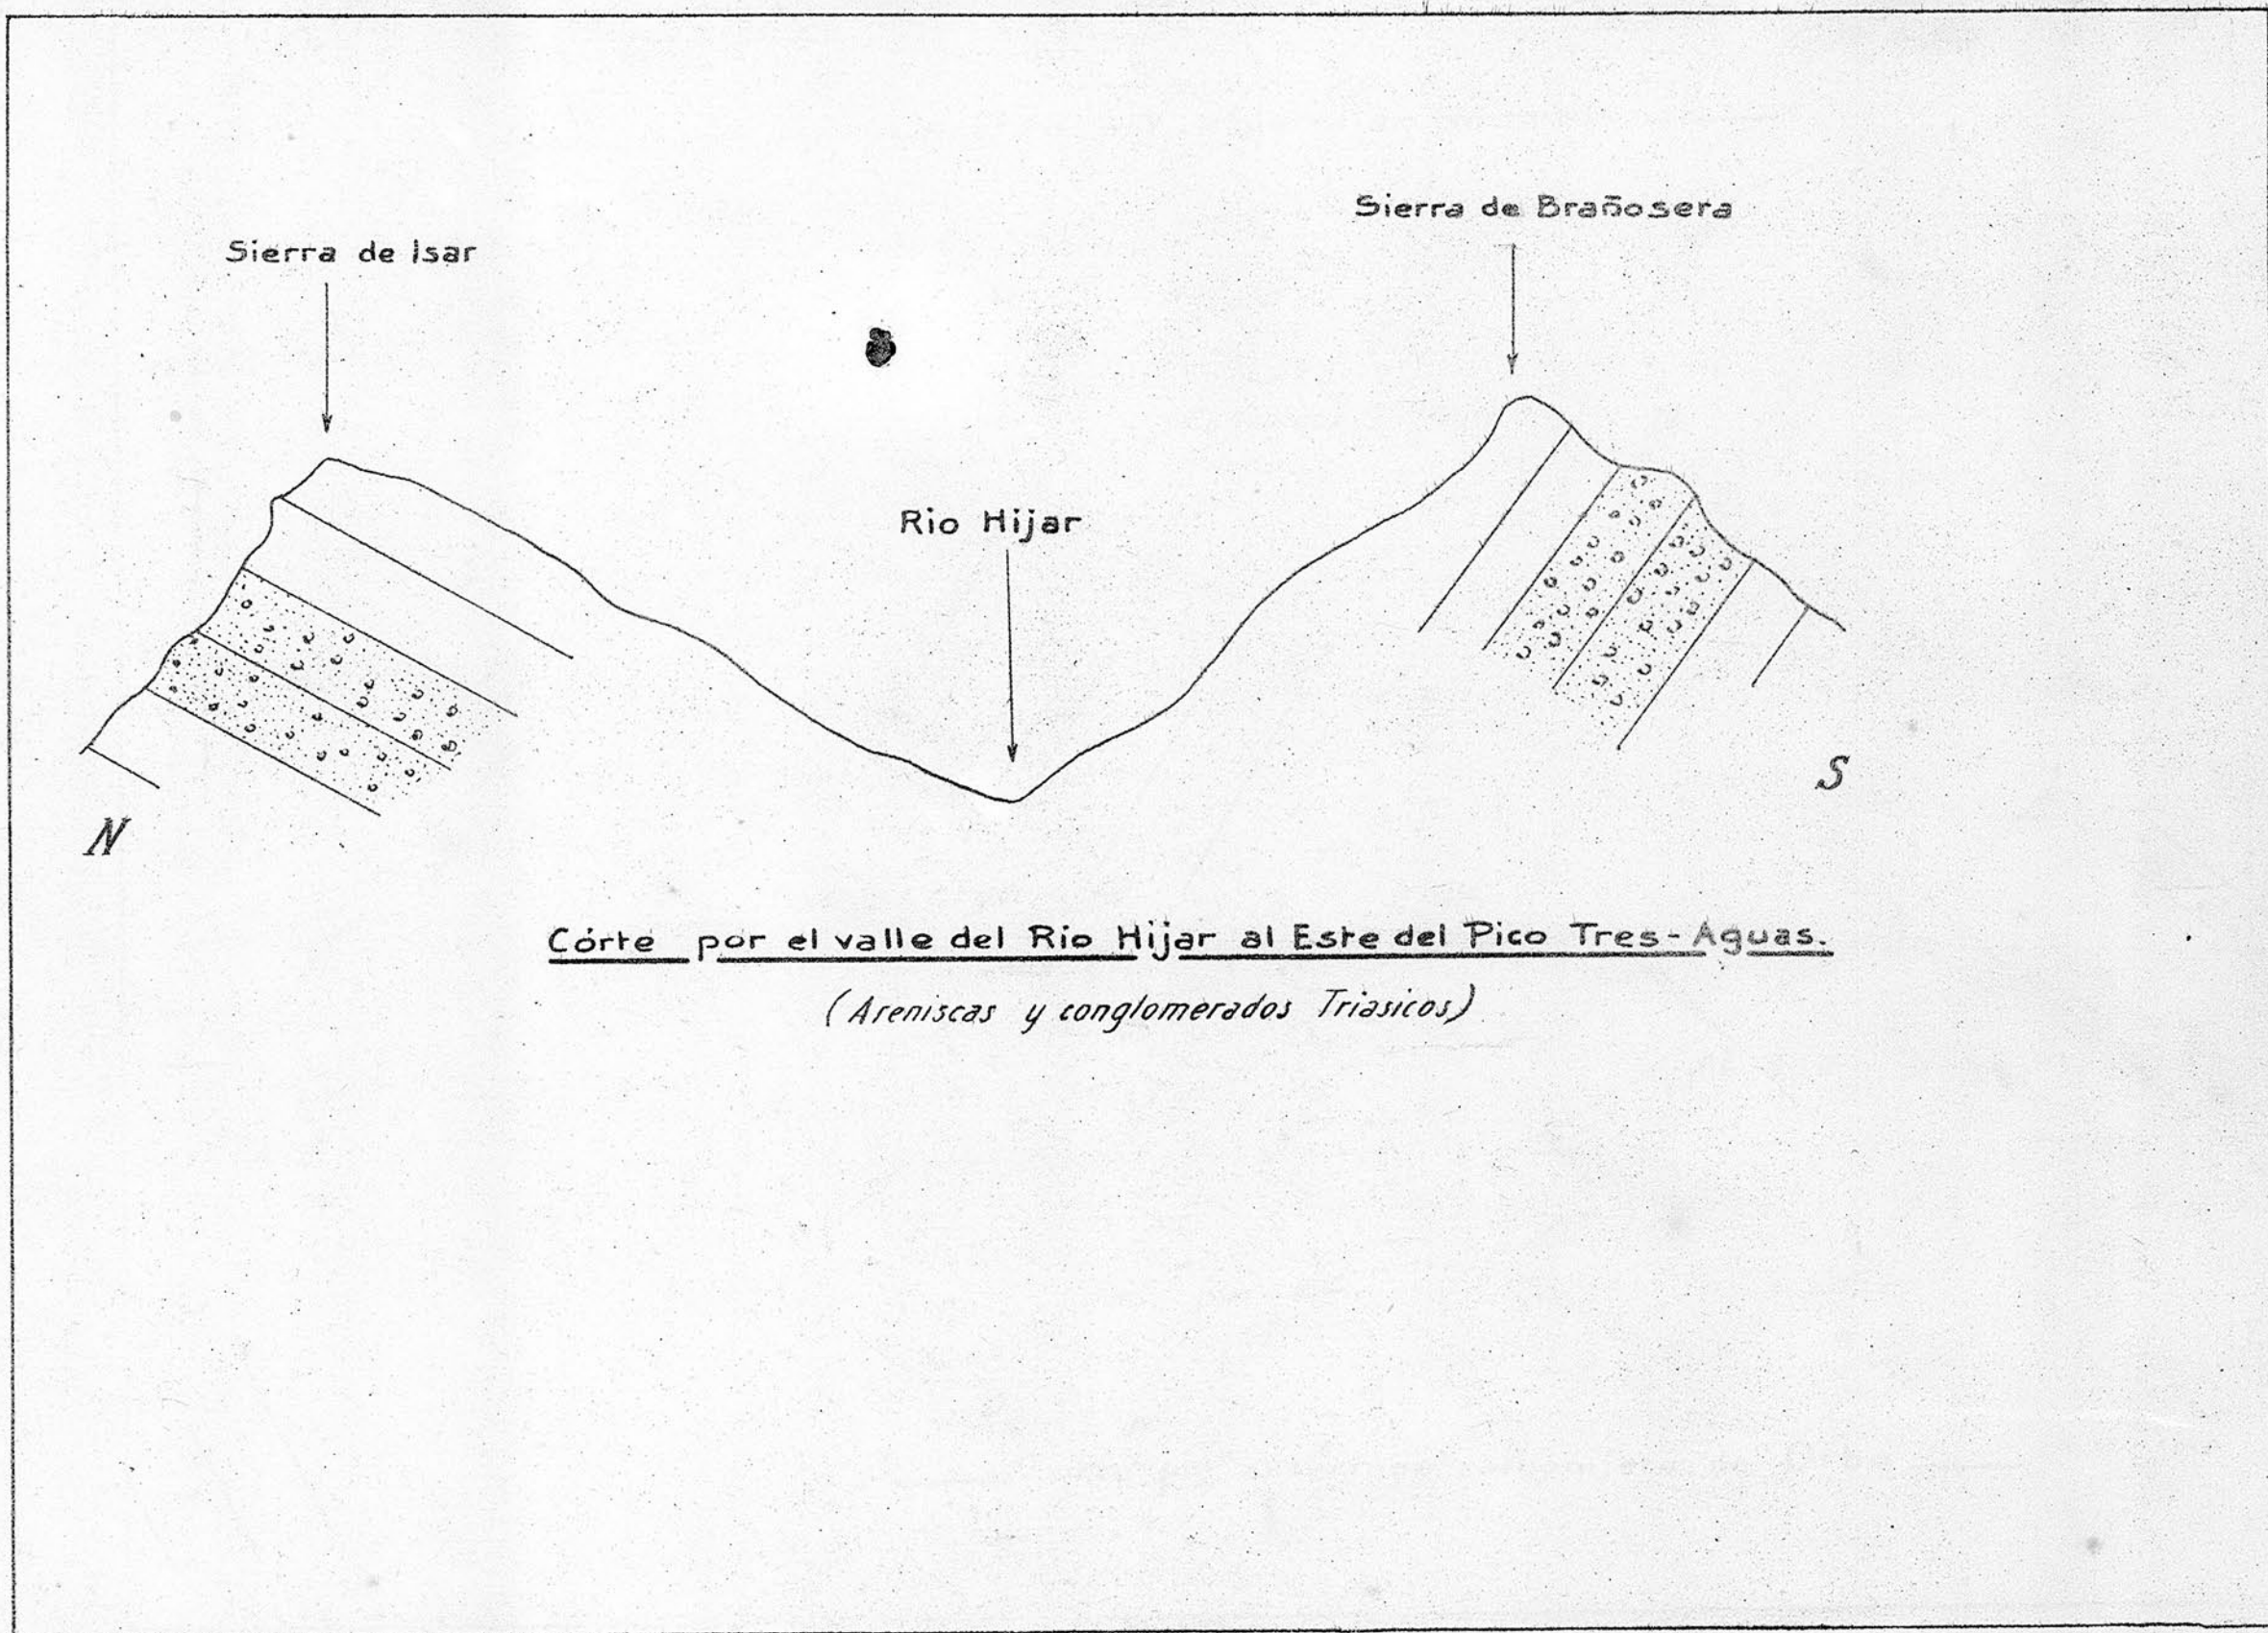 Sierra de Brañosera
Sierra de Isar
Rio Hijar
S
N
Córte por el valle del Rio Hijar al Este del Pico Tres-Aguas.
(Areniscas y conglomerados Triasicos)